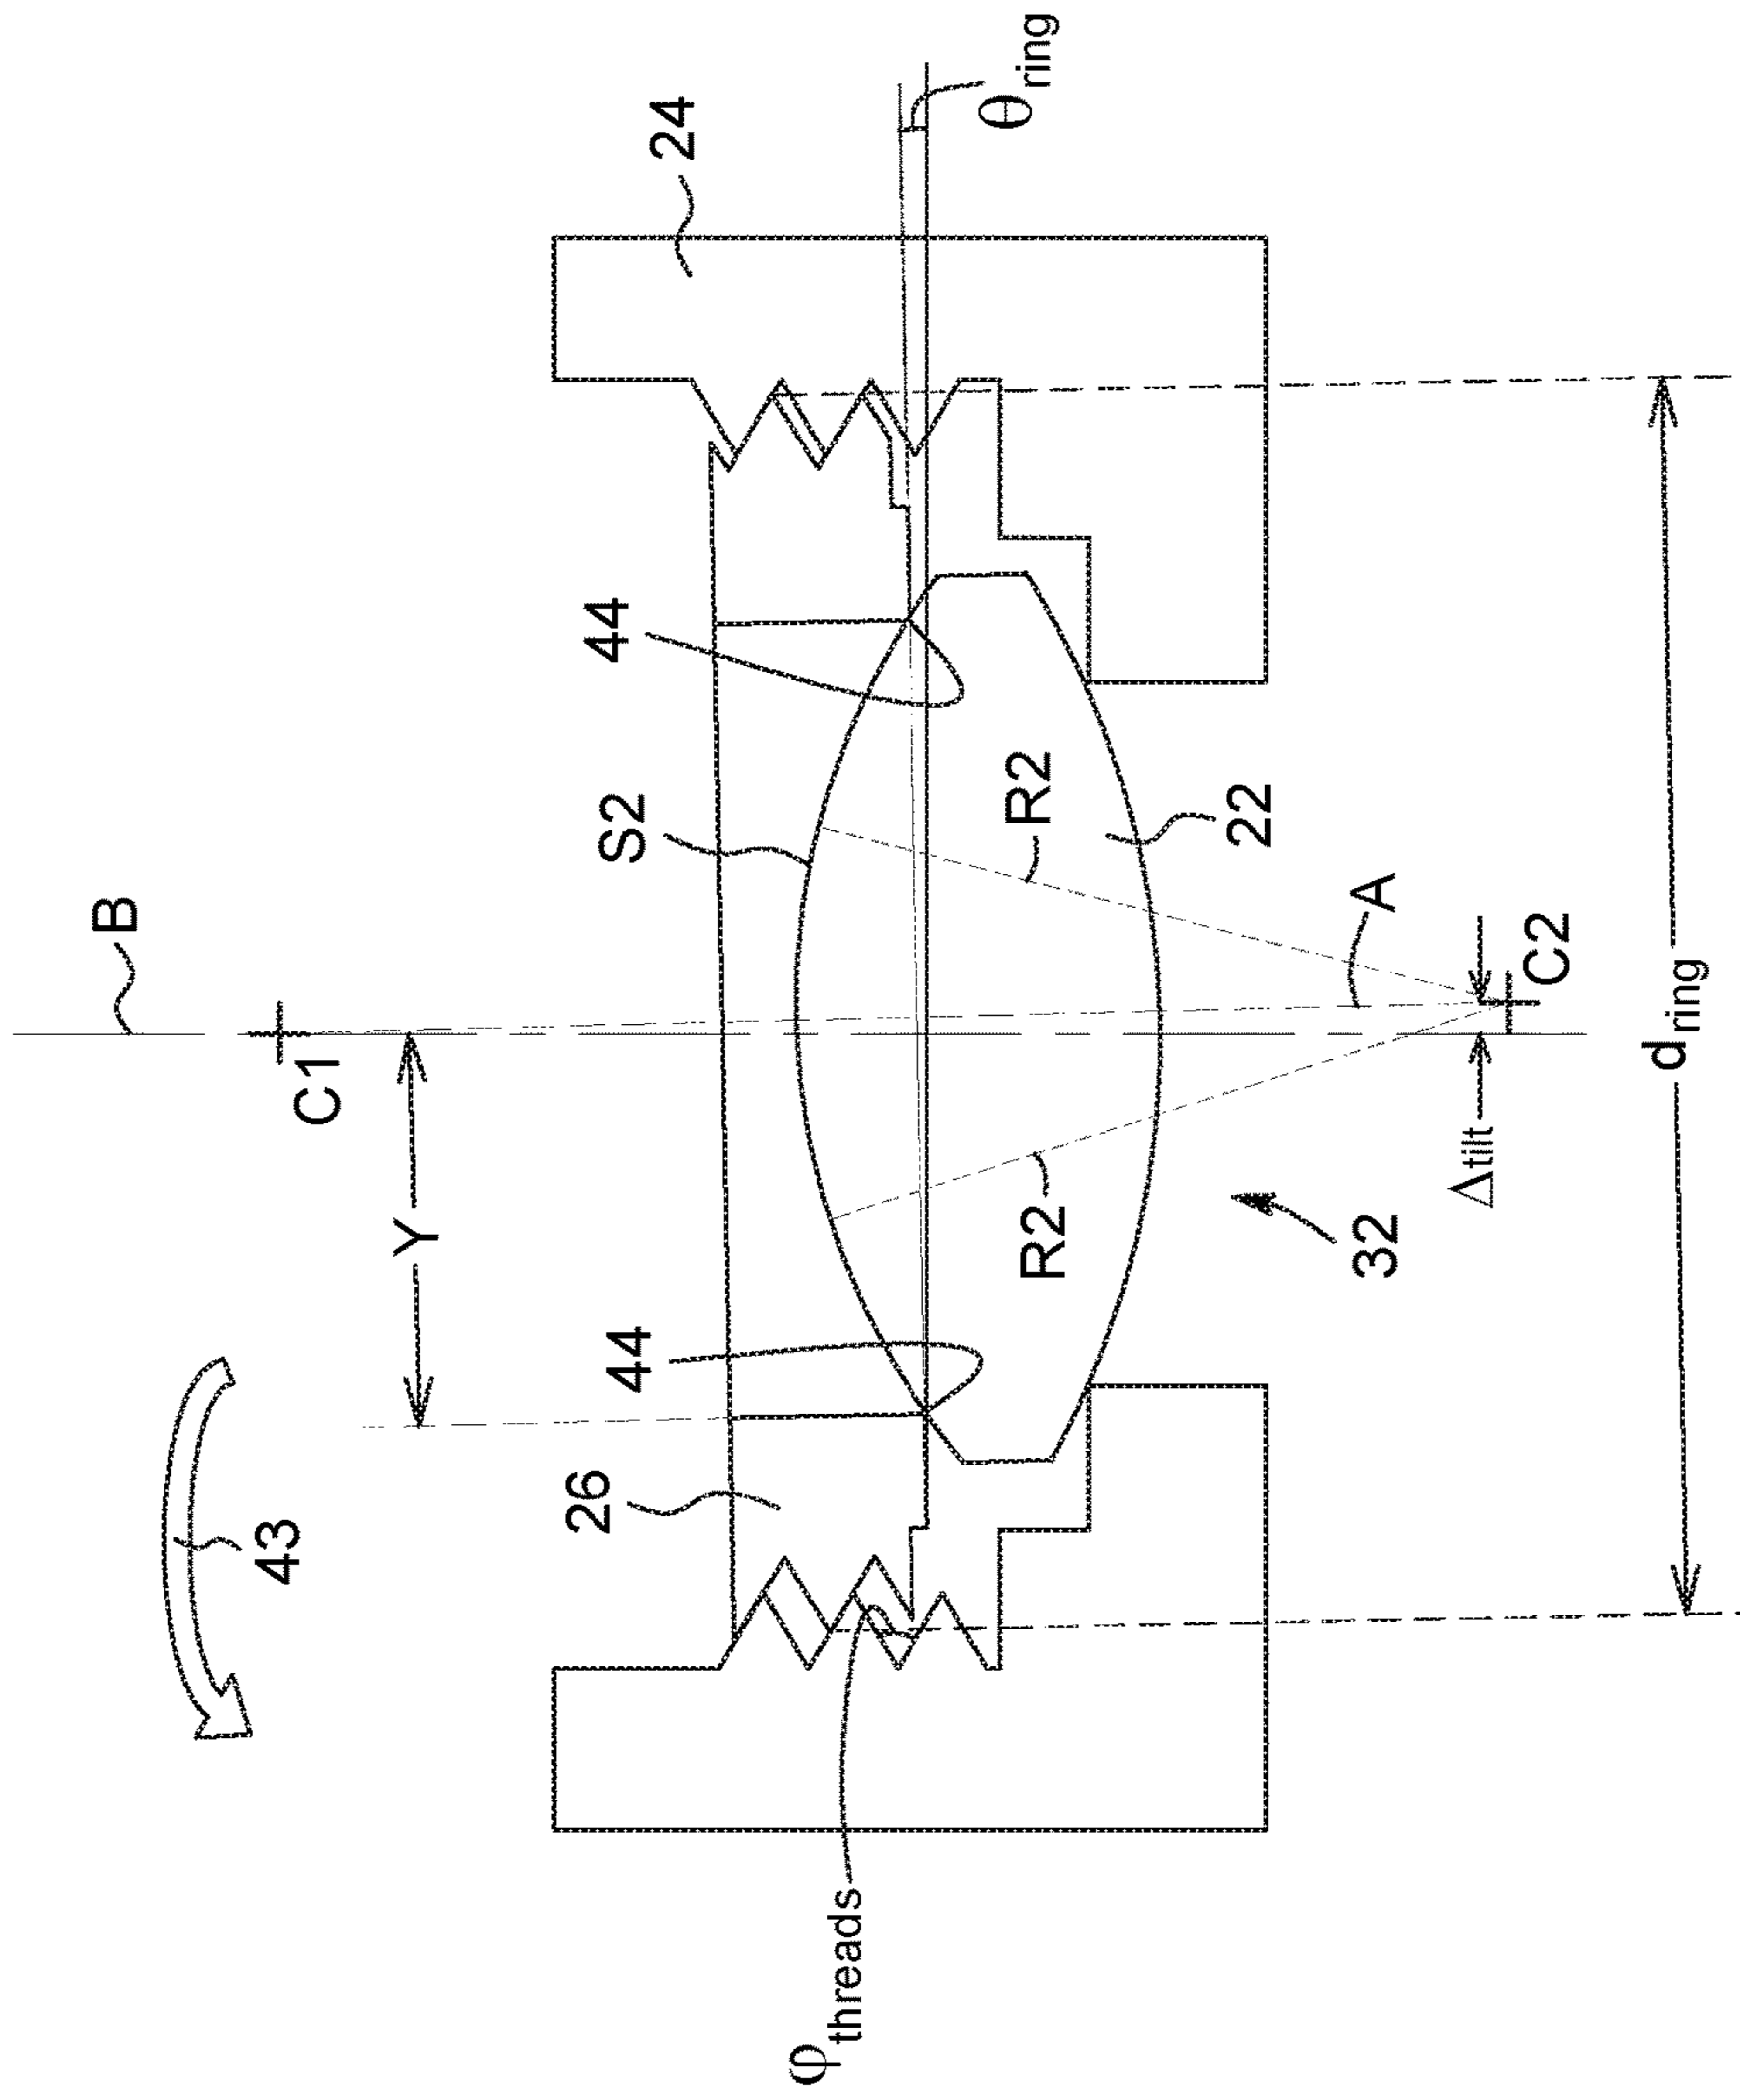 43
B
C1
Y
44
S2
44
24
26
θring
R2
R2
22
φthreads
32
A
Δtilt
C2
dring